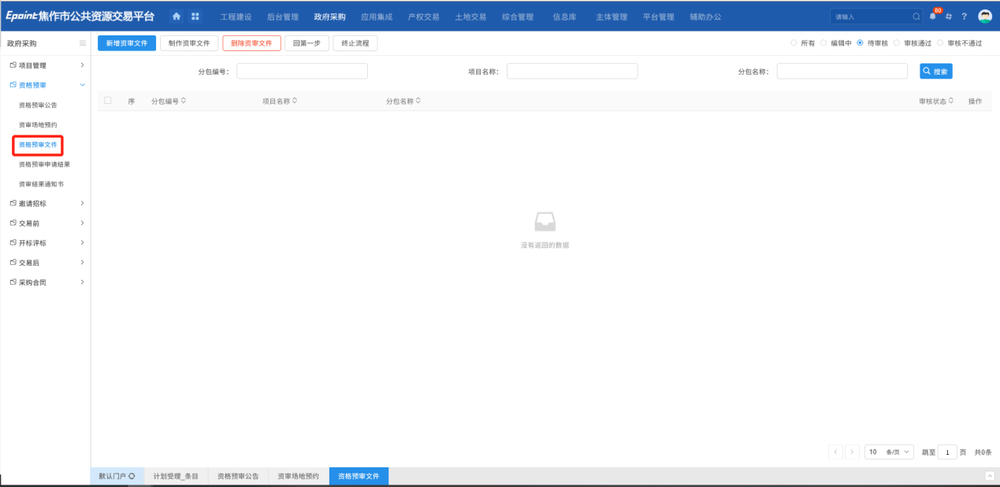 Epoint焦作市公共资源交易平台 工程建设 后台管理 政府采购 应用集成 产权交易 土地交易 综合管理 信息库 主体管理 平台管理 辅助办公 请输入 80 ?
政府采购
项目管理
资格预审
资格预审公告
资审场地预约
资格预审文件
资格预审申请结果
资审结果通知书
邀请招标
交易前
开标评标
交易后
采购合同
新增资审文件 制作资审文件 删除资审文件 回第一步 终止流程 所有 编辑中 待审核 审核通过 审核不通过
分包编号: 项目名称: 分包名称: 搜索
序 分包编号 项目名称 分包名称 审核状态 操作
没有返回的数据
10 条/页 跳至 1 页 共0条
默认门户 计划受理_条目 资格预审公告 资审场地预约 资格预审文件